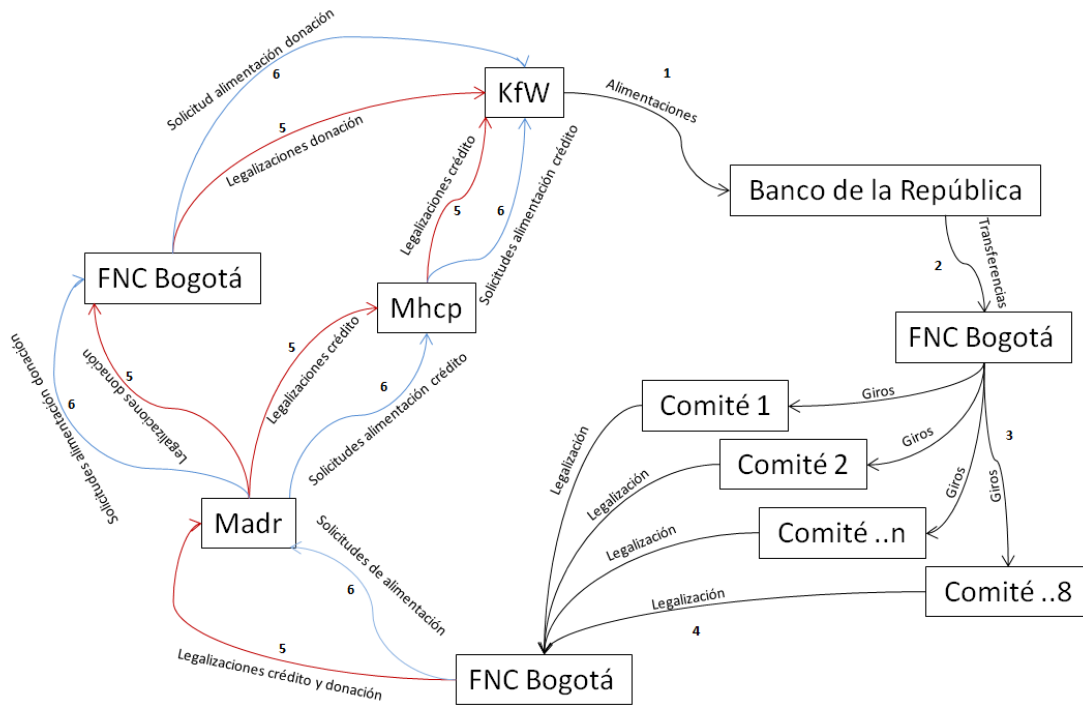 Solicitud alimentación donación
6
5
Legalizaciones donación
KfW
1
Alimentaciones
Banco de la República
2
Transferencias
FNC Bogotá
Legalizaciones crédito
5
6
Solicitudes alimentación crédito
FNC Bogotá
Mhcp
5
Legalizaciones crédito
6
Solicitudes alimentación crédito
5
Legalizaciones donación
6
Solicitudes alimentación donación
Giros
Comité 1
Giros
Comité 2
3
Giros
Giros
Comité ..n
Comité ..8
Legalización
Legalización
Legalización
Legalización
4
Madr
Solicitudes de alimentación
6
5
Legalizaciones crédito y donación
FNC Bogotá